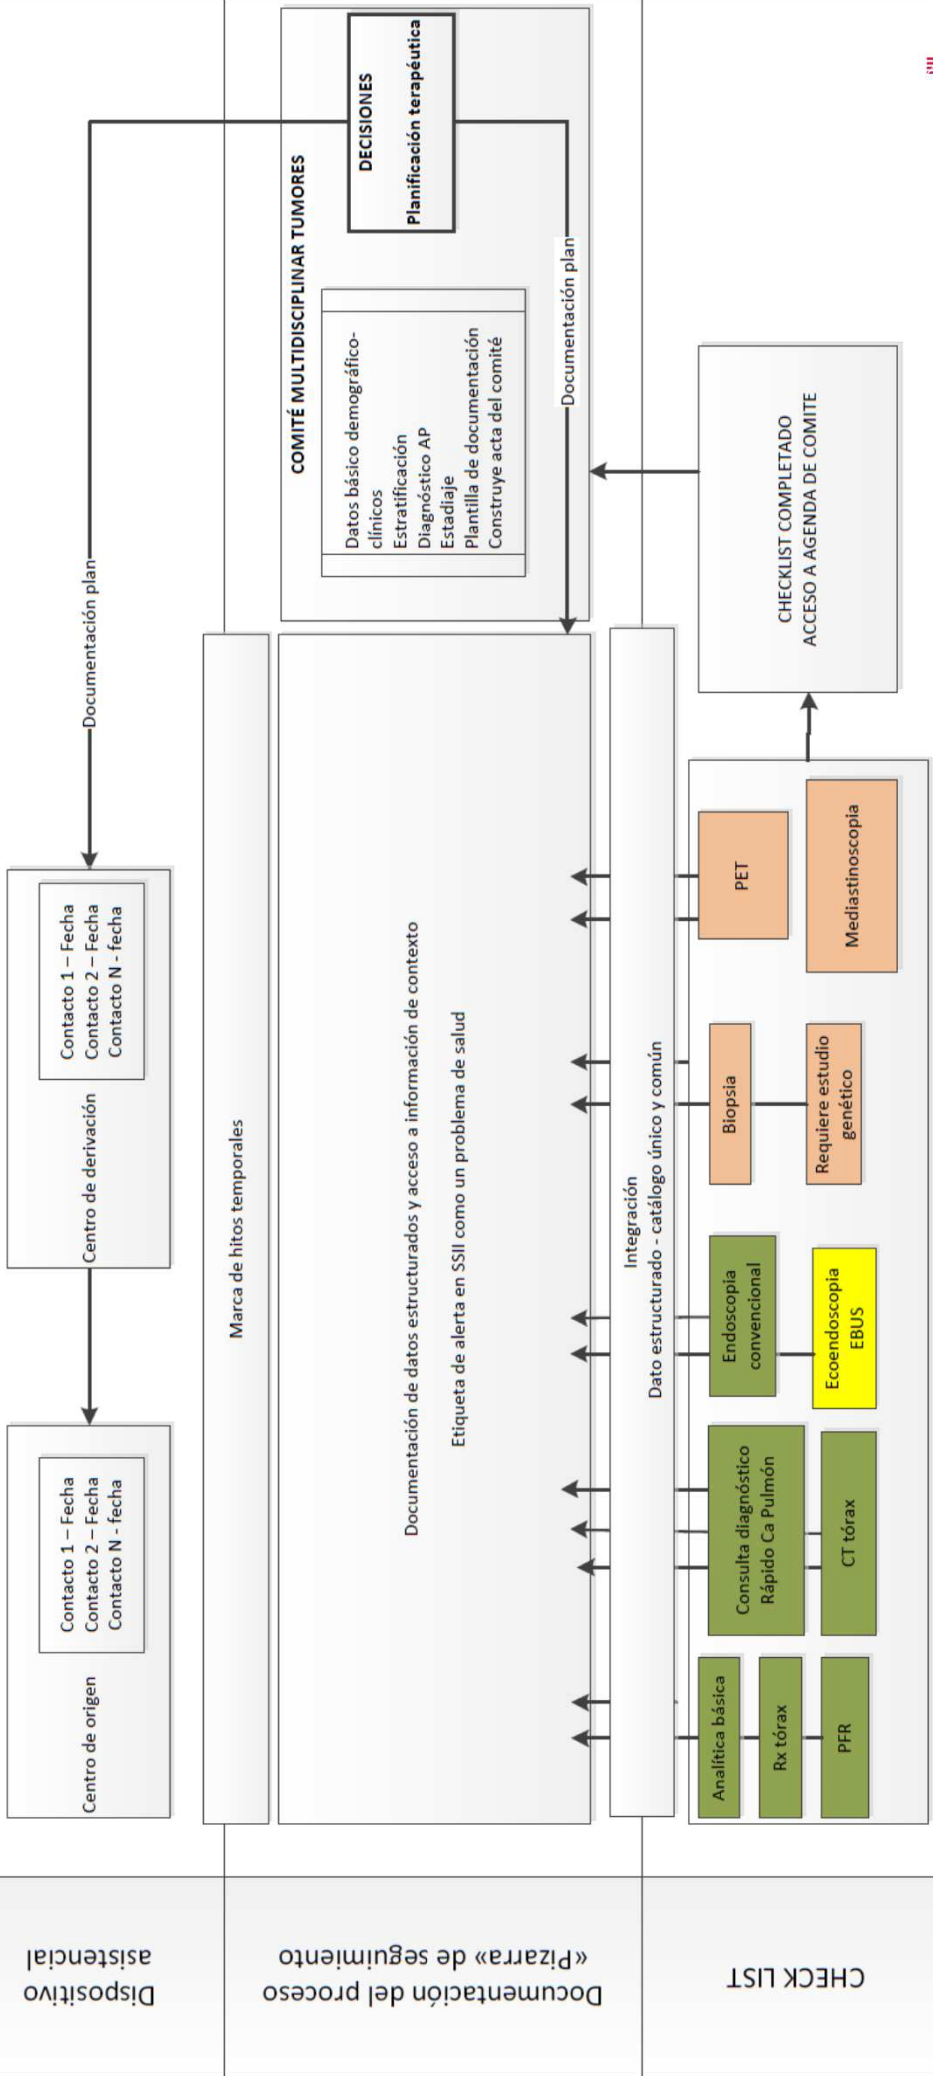 Dispositivo
asistencial
Centro de origen
Contacto 1 – Fecha
Contacto 2 – Fecha
Contacto N - fecha
Centro de derivación
Contacto 1 – Fecha
Contacto 2 – Fecha
Contacto N - fecha
Documentación plan
Documentación del proceso
«Pizarra» de seguimiento
Marca de hitos temporales
Documentación de datos estructurados y acceso a información de contexto
Etiqueta de alerta en SSII como un problema de salud
COMITÉ MULTIDISCIPLINAR TUMORES
Datos básico demográfico-
clínicos
Estratificación
Diagnóstico AP
Estadiaje
Plantilla de documentación
Construye acta del comité
DECISIONES
Planificación terapéutica
Documentación plan
Integración
Dato estructurado - catálogo único y común
CHECK LIST
Analítica básica
Rx tórax
PFR
Consulta diagnóstico
Rápido Ca Pulmón
CT tórax
Endoscopia
convencional
Ecoendoscopia
EBUS
Biopsia
Requiere estudio
genético
PET
Mediastinoscopia
CHECKLIST COMPLETADO
ACCESO A AGENDA DE COMITE